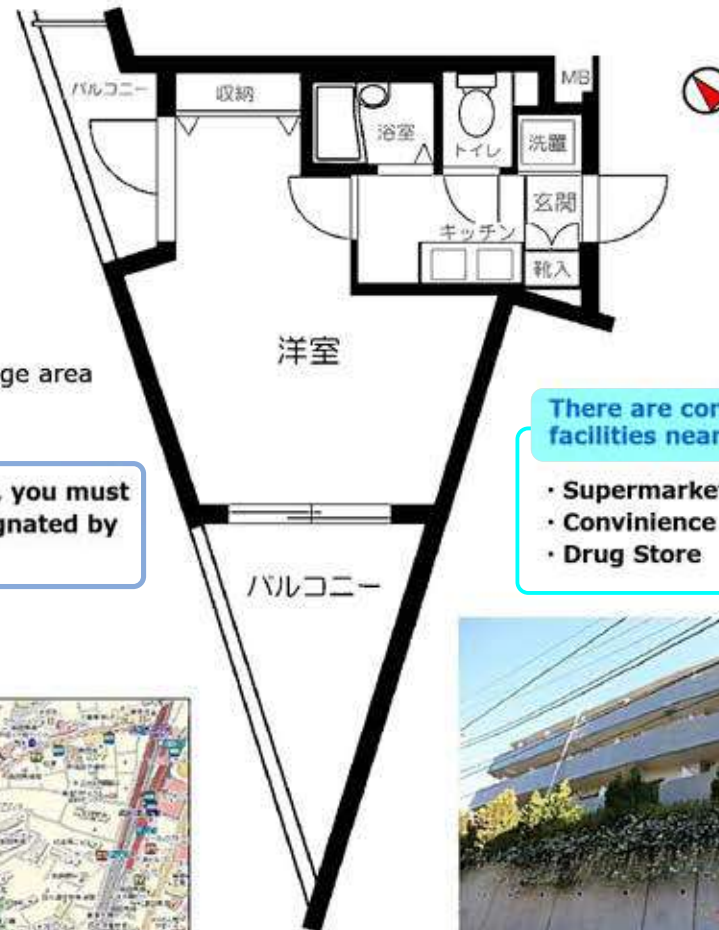 バルコニー
収納
浴室
トイレ
MB
洗置
玄関
キッチン
靴入
洋室
ge area
There are con
facilities near
, you must
gnated by
・Supermarket
・Convinience
・Drug Store
バルコニー